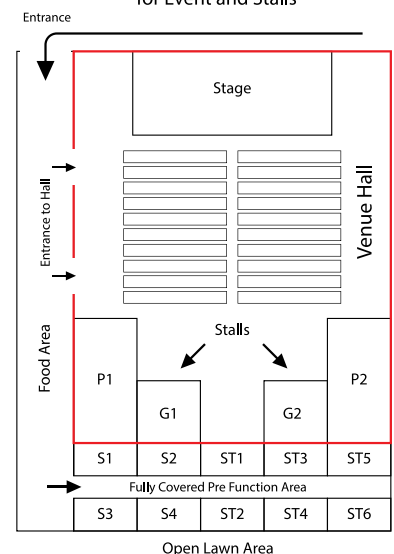 for Event and Stalls
Entrance
Stage
Entrance to Hall
Venue Hall
Food Area
Stalls
P1
P2
G1
G2
S1 S2 ST1 ST3 ST5
Fully Covered Pre Function Area
S3 S4 ST2 ST4 ST6
Open Lawn Area